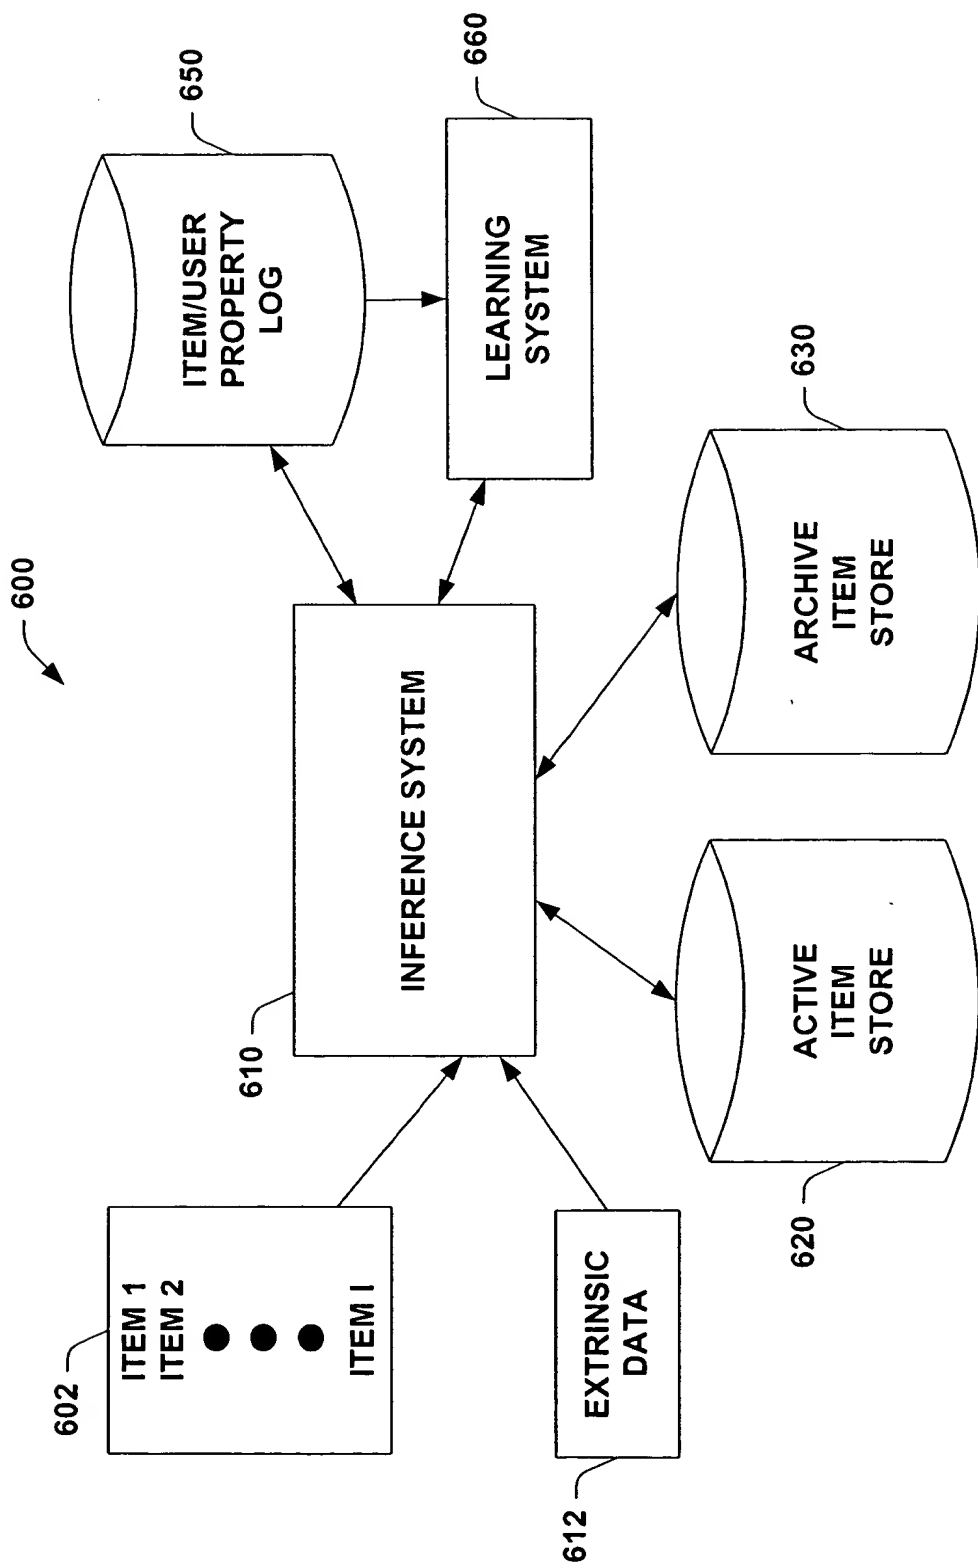 600
602
ITEM 1
ITEM 2
ITEM I
610
INFERENCE SYSTEM
650
ITEM/USER
PROPERTY
LOG
660
LEARNING
SYSTEM
612
EXTRINSIC
DATA
620
ACTIVE
ITEM
STORE
630
ARCHIVE
ITEM
STORE